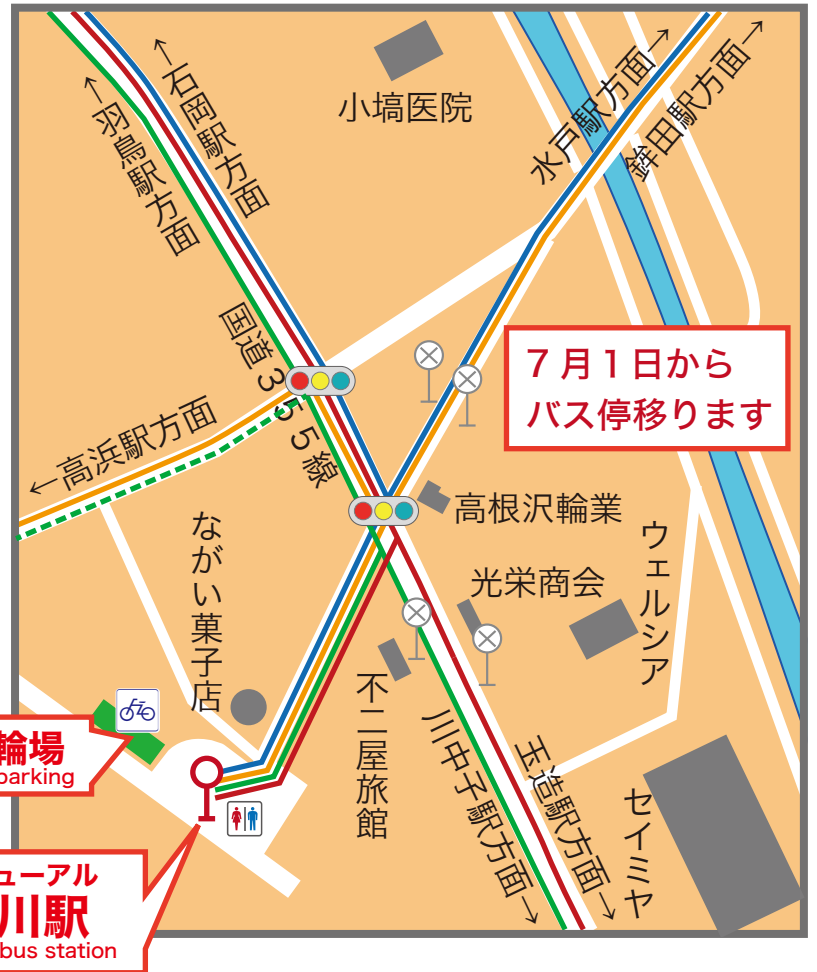 ←石岡駅方面
←羽鳥駅方面
小塙医院
水戸駅方面→
鉾田駅方面→
国道355線
7月1日から
バス停移ります
←高浜駅方面
高根沢輪業
ながい菓子店
光栄商会
ウェルシア
不二屋旅館
川中子駅方面→
玉造駅方面→
セイミヤ
輪場
parking
ューアル
川駅
bus station